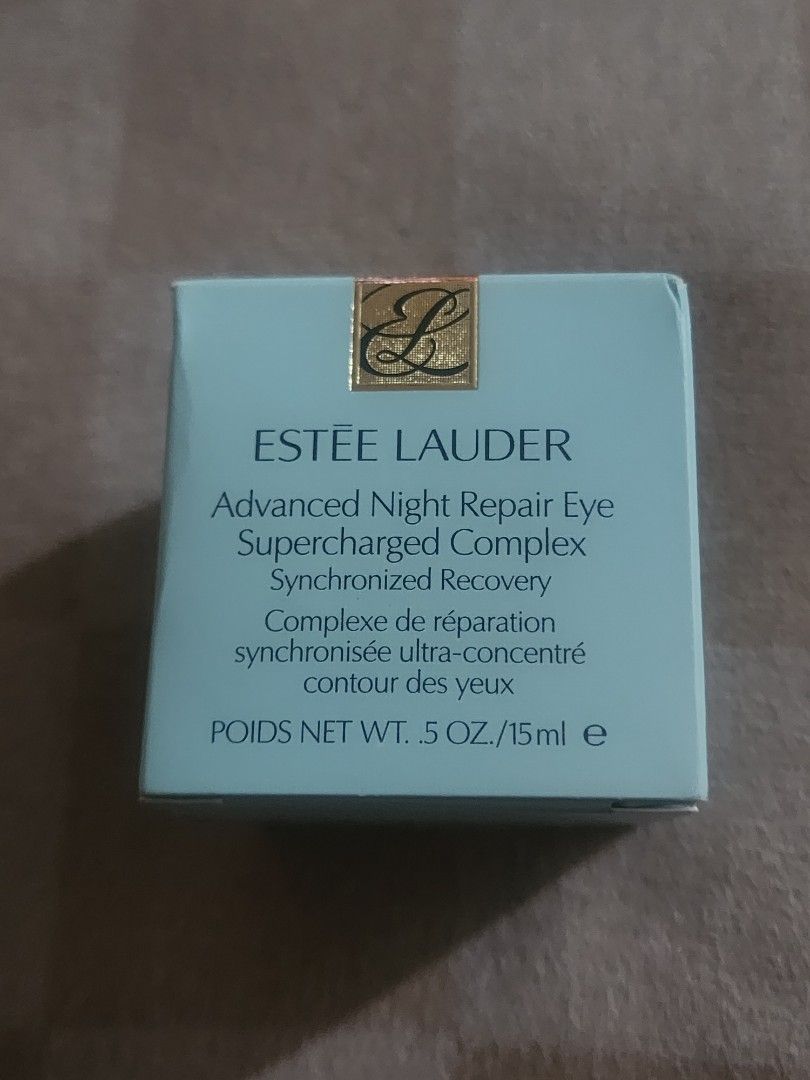 EL
ESTĒE LAUDER
Advanced Night Repair Eye
Supercharged Complex
Synchronized Recovery
Complexe de réparation
synchronisée ultra-concentré
contour des yeux
POIDS NET WT. .5 OZ./15ml ℮